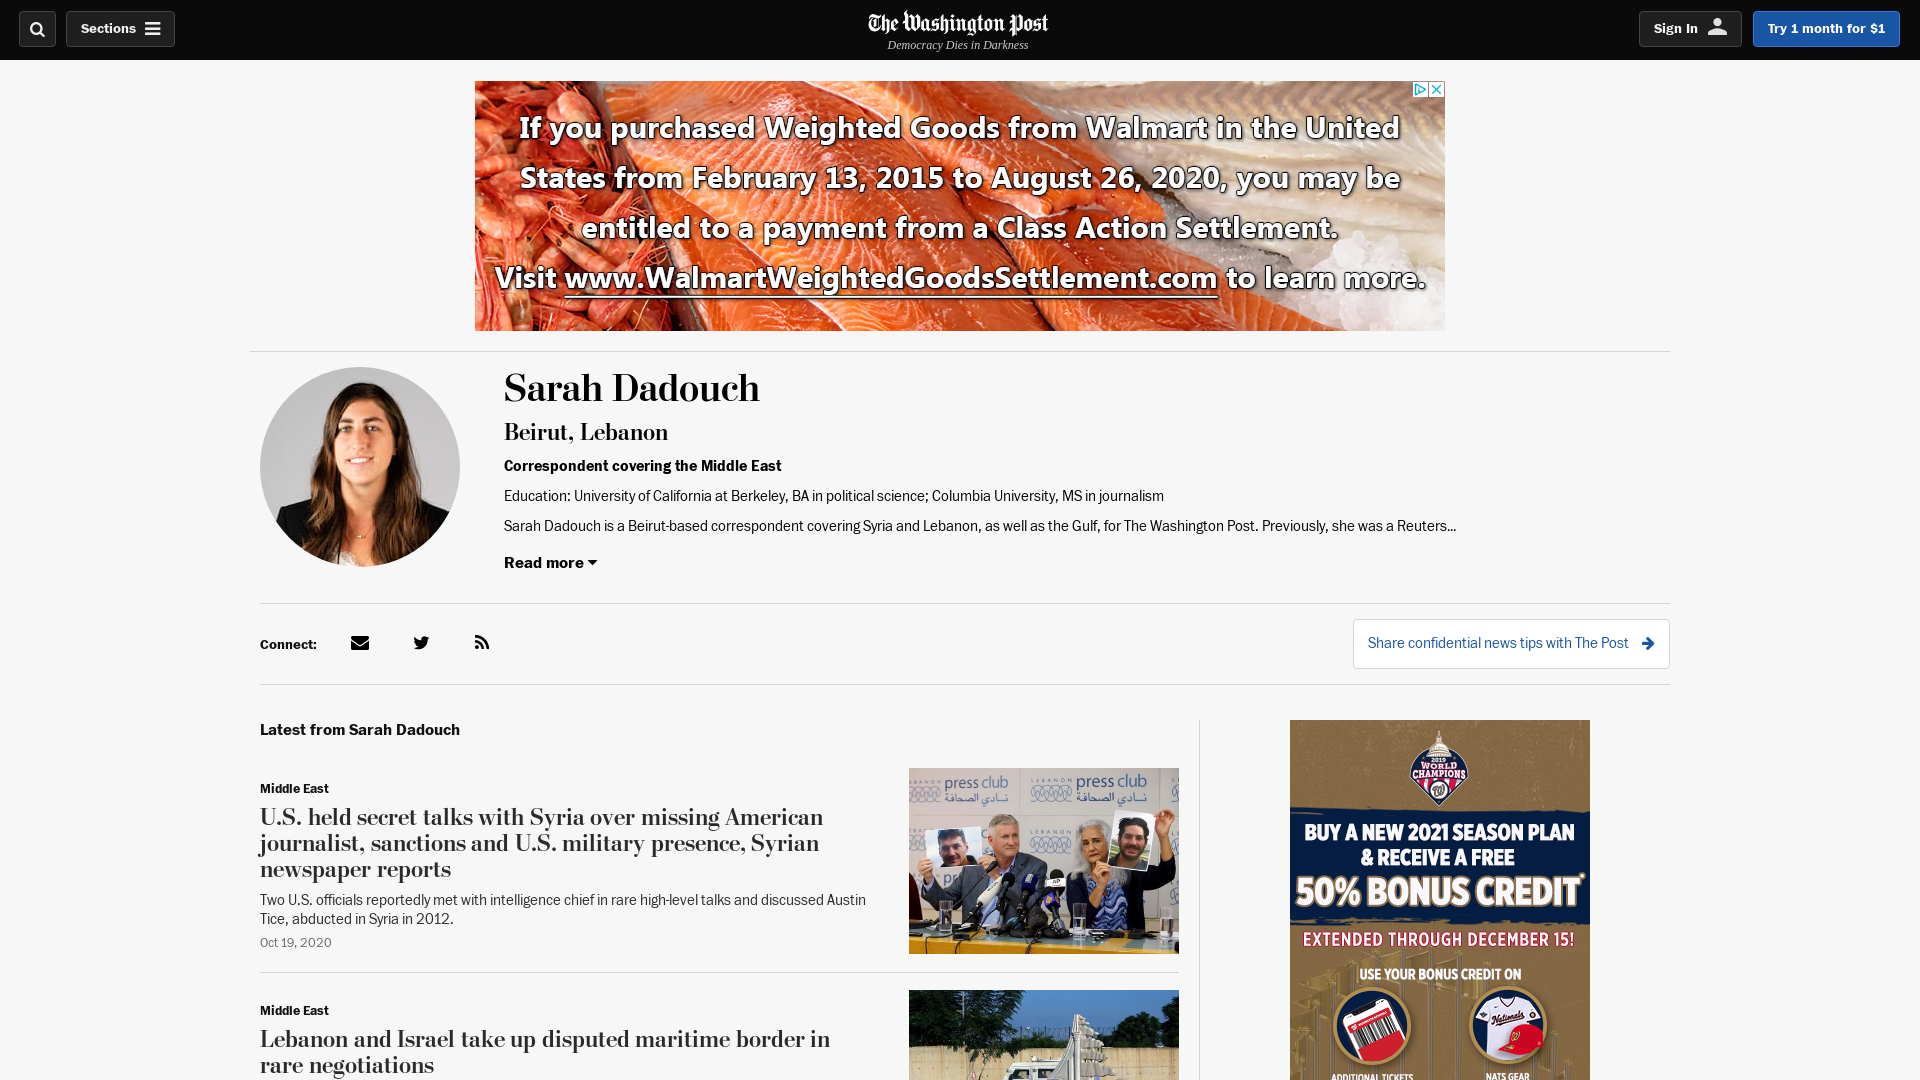 Sections
The Washington Post
Democracy Dies in Darkness
Sign In
Try 1 month for $1
If you purchased Weighted Goods from Walmart in the United
States from February 13, 2015 to August 26, 2020, you may be
entitled to a payment from a Class Action Settlement.
Visit www.WalmartWeightedGoodsSettlement.com to learn more.
Sarah Dadouch
Beirut, Lebanon
Correspondent covering the Middle East
Education: University of California at Berkeley, BA in political science; Columbia University, MS in journalism
Sarah Dadouch is a Beirut-based correspondent covering Syria and Lebanon, as well as the Gulf, for The Washington Post. Previously, she was a Reuters...
Read more
Connect:
Share confidential news tips with The Post
Latest from Sarah Dadouch
Middle East
U.S. held secret talks with Syria over missing American
journalist, sanctions and U.S. military presence, Syrian
newspaper reports
Two U.S. officials reportedly met with intelligence chief in rare high-level talks and discussed Austin
Tice, abducted in Syria in 2012.
Oct 19, 2020
press club
press club
نادي الصحافة
نادي الصحافة
LEBANON
AP
Middle East
Lebanon and Israel take up disputed maritime border in
rare negotiations
2019
WORLD
CHAMPIONS
W
BUY A NEW 2021 SEASON PLAN
& RECEIVE A FREE
50% BONUS CREDIT*
EXTENDED THROUGH DECEMBER 15!
USE YOUR BONUS CREDIT ON
Nationals
ADDITIONAL TICKETS
NATS GEAR